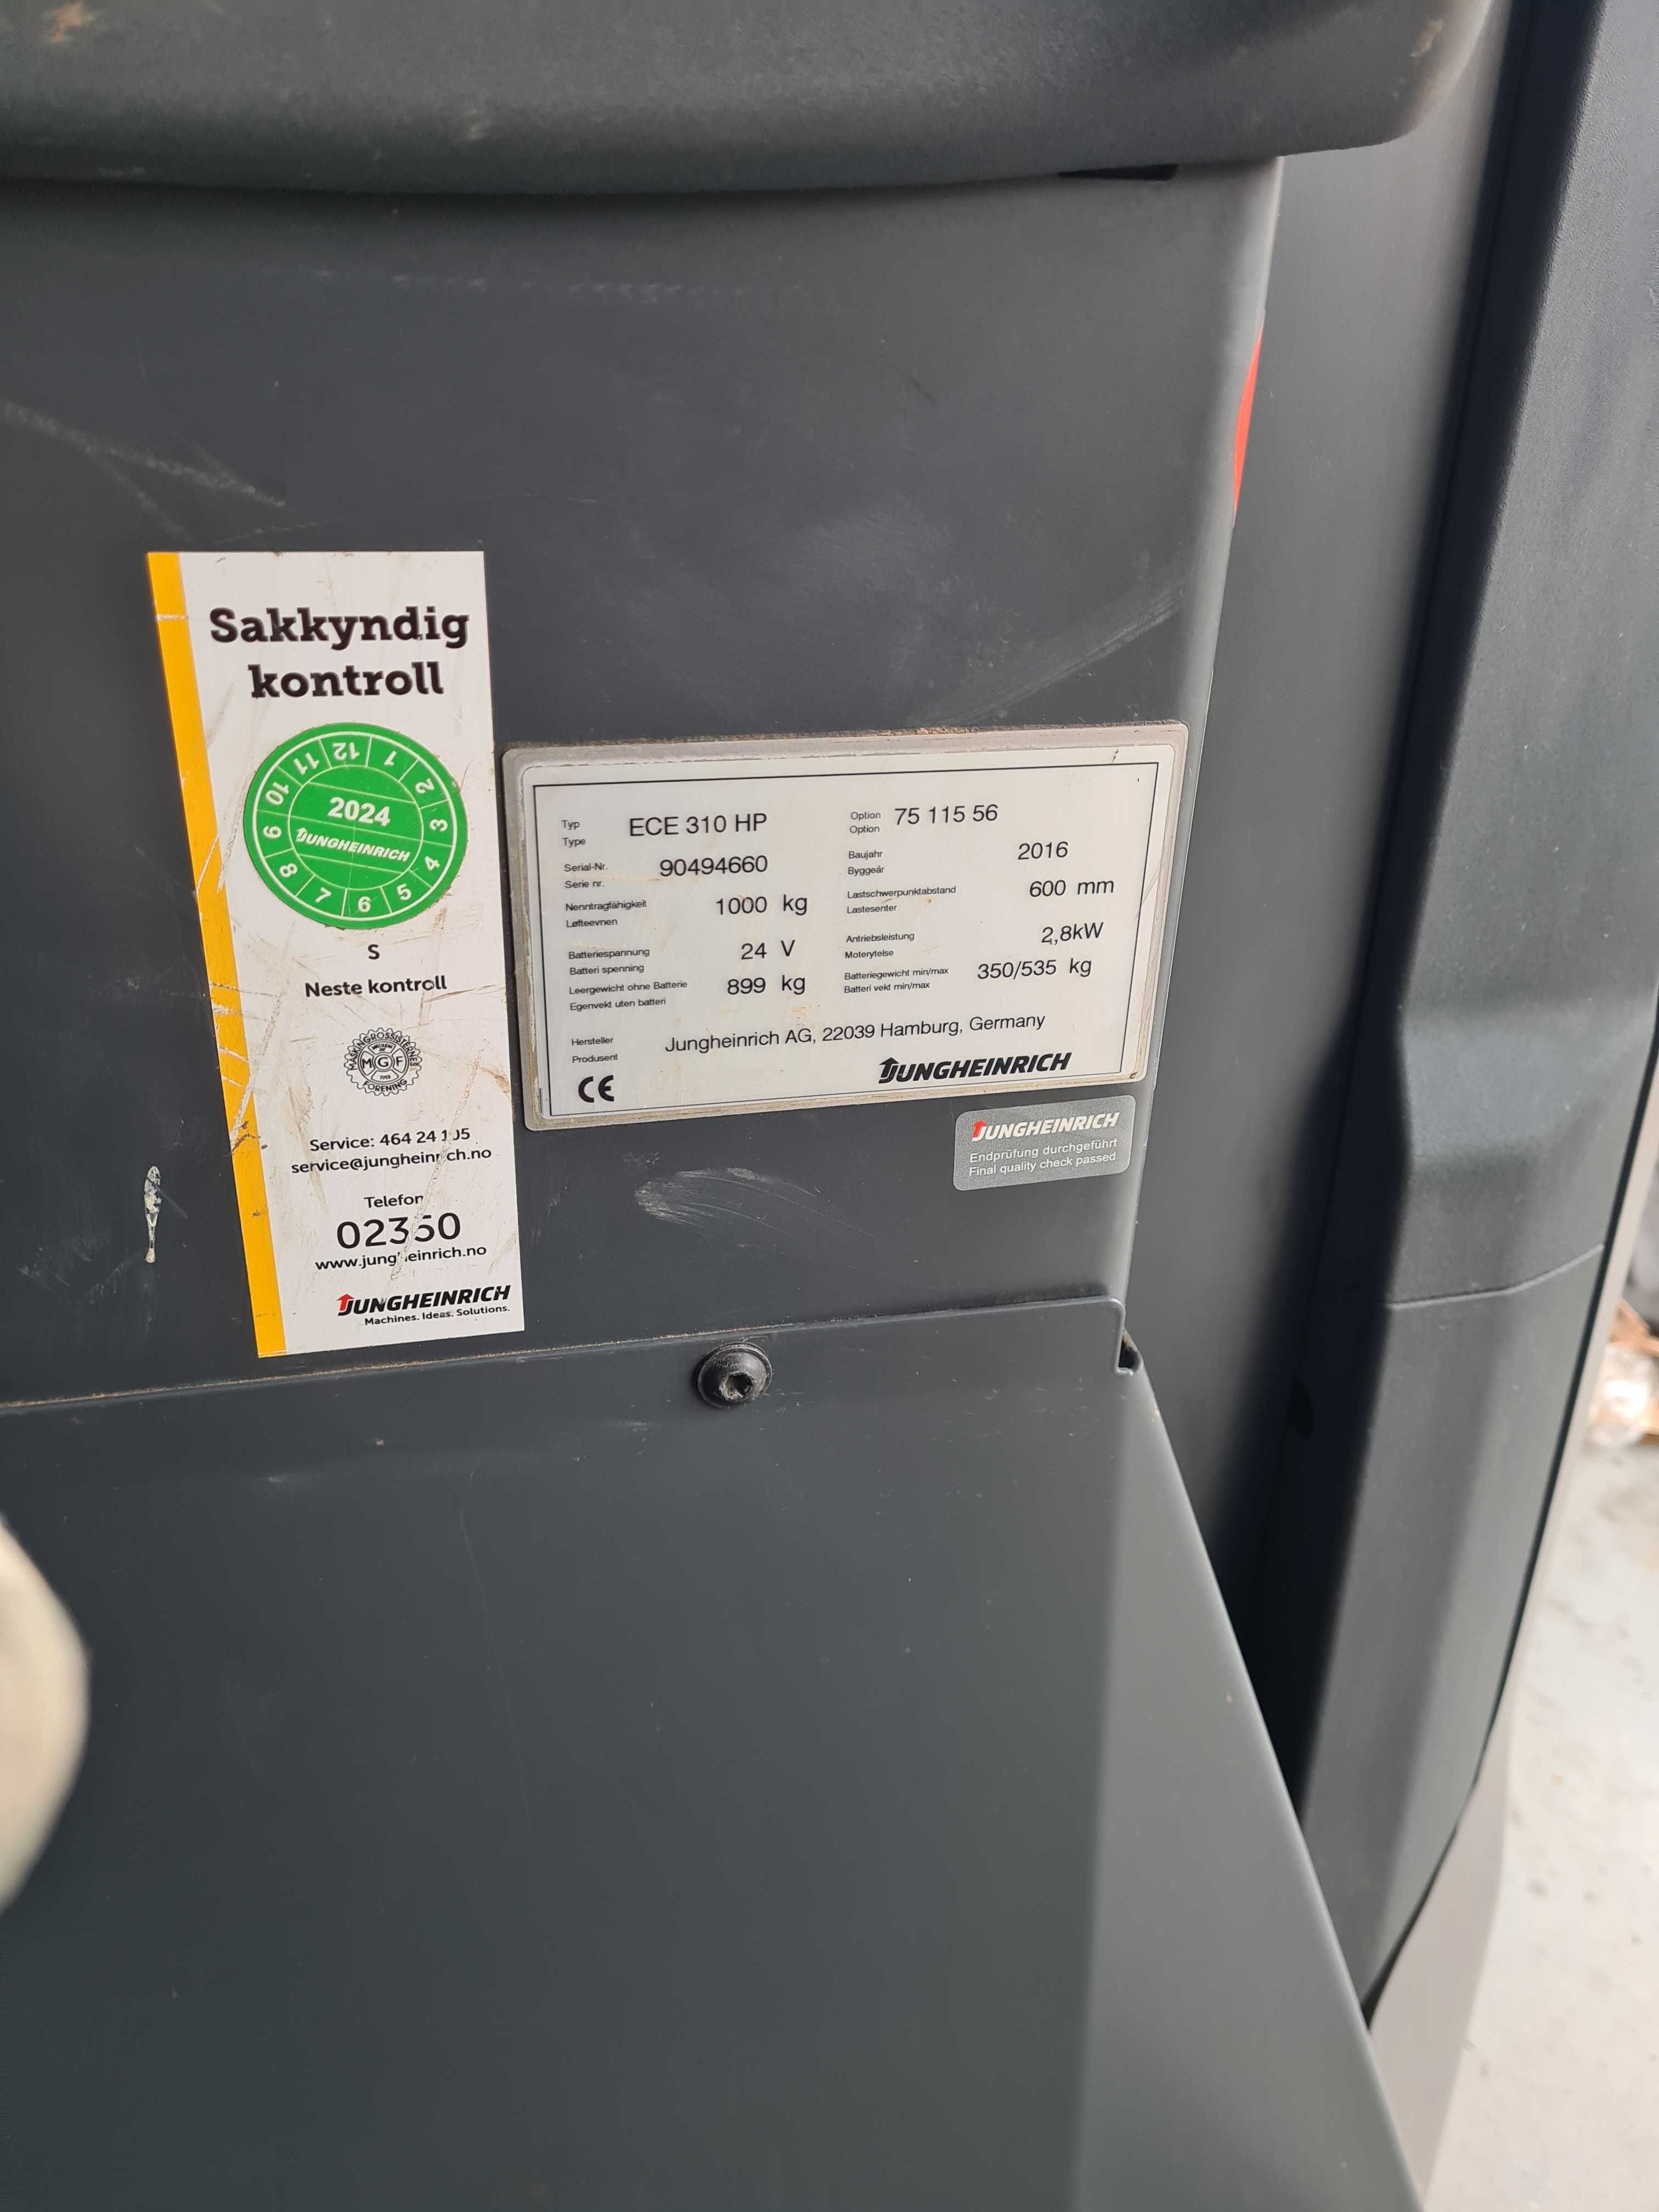 Sakkyndig
kontroll
1 2 3 4 5 6 7 8 9 10 11 12
2024
JUNGHEINRICH
S
Neste kontroll
MASKINGROSSISTERNES
MGF
FORENING
Service: 464 24 1
service@jungheinrich.no
Telefon
www.jungheinrich.no
JUNGHEINRICH
Machines. Ideas. Solutions.
Typ ECE 310 HP Option 75 115 56
Type Option
Serial-Nr. 90494660 Baujahr 2016
Serie nr. Byggeår
Nenntragfähigkeit 1000 kg Lastschwerpunktabstand 600 mm
Løfteevnen Lastesenter
Batteriespannung 24 V Antriebsleistung 2,8kW
Batteri spenning Moterytelse
Leergewicht ohne Batterie 899 kg Batteriegewicht min/max 350/535 kg
Egenvekt uten batteri Batteri vekt min/max
Hersteller Jungheinrich AG, 22039 Hamburg, Germany
Produsent
CE JUNGHEINRICH
JUNGHEINRICH
Endprüfung durchgeführt
Final quality check passed